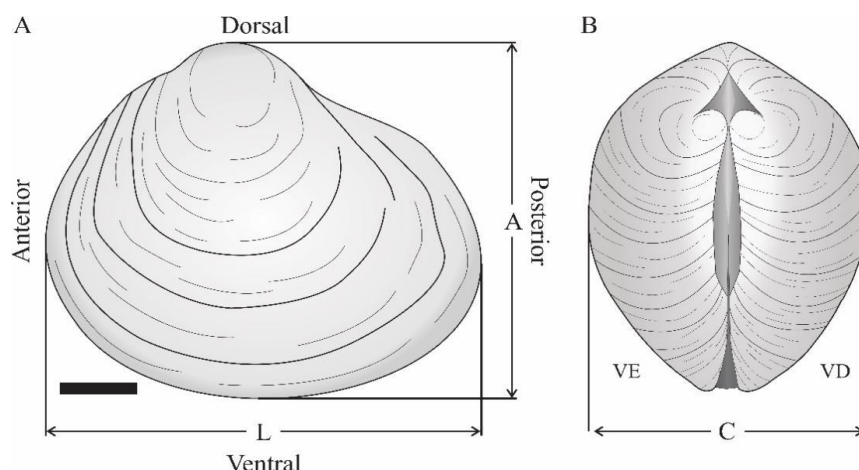 A
Dorsal
B
Anterior
A
Posterior
VE
VD
L
C
Ventral